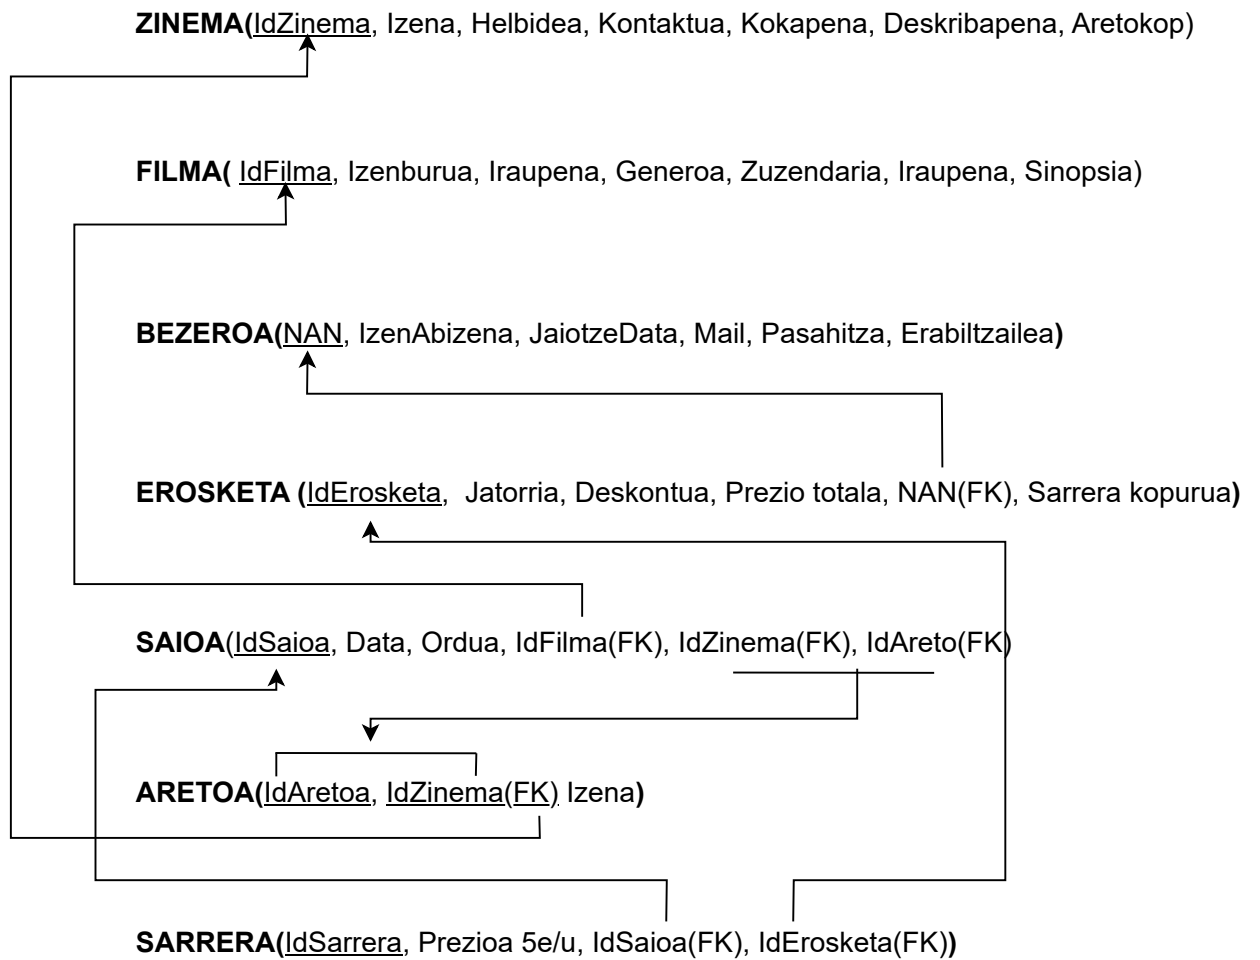 ZINEMA(IdZinema, Izena, Helbidea, Kontaktua, Kokapena, Deskribapena, Aretokop)
FILMA( IdFilma, Izenburua, Iraupena, Generoa, Zuzendaria, Iraupena, Sinopsia)
BEZEROA(NAN, IzenAbizena, JaiotzeData, Mail, Pasahitza, Erabiltzailea)
EROSKETA (IdErosketa, Jatorria, Deskontua, Prezio totala, NAN(FK), Sarrera kopurua)
SAIOA(IdSaioa, Data, Ordua, IdFilma(FK), IdZinema(FK), IdAreto(FK)
ARETOA(IdAretoa, IdZinema(FK) Izena)
SARRERA(IdSarrera, Prezioa 5e/u, IdSaioa(FK), IdErosketa(FK))